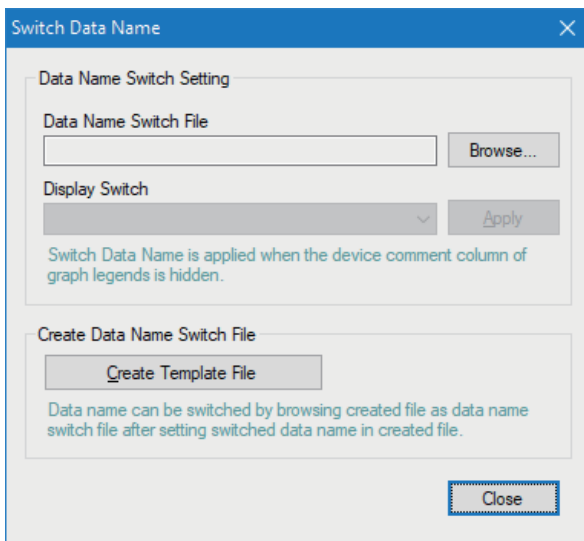 Switch Data Name
Data Name Switch Setting
Data Name Switch File
Browse...
Display Switch
Apply
Switch Data Name is applied when the device comment column of
graph legends is hidden.
Create Data Name Switch File
Create Template File
Data name can be switched by browsing created file as data name
switch file after setting switched data name in created file.
Close